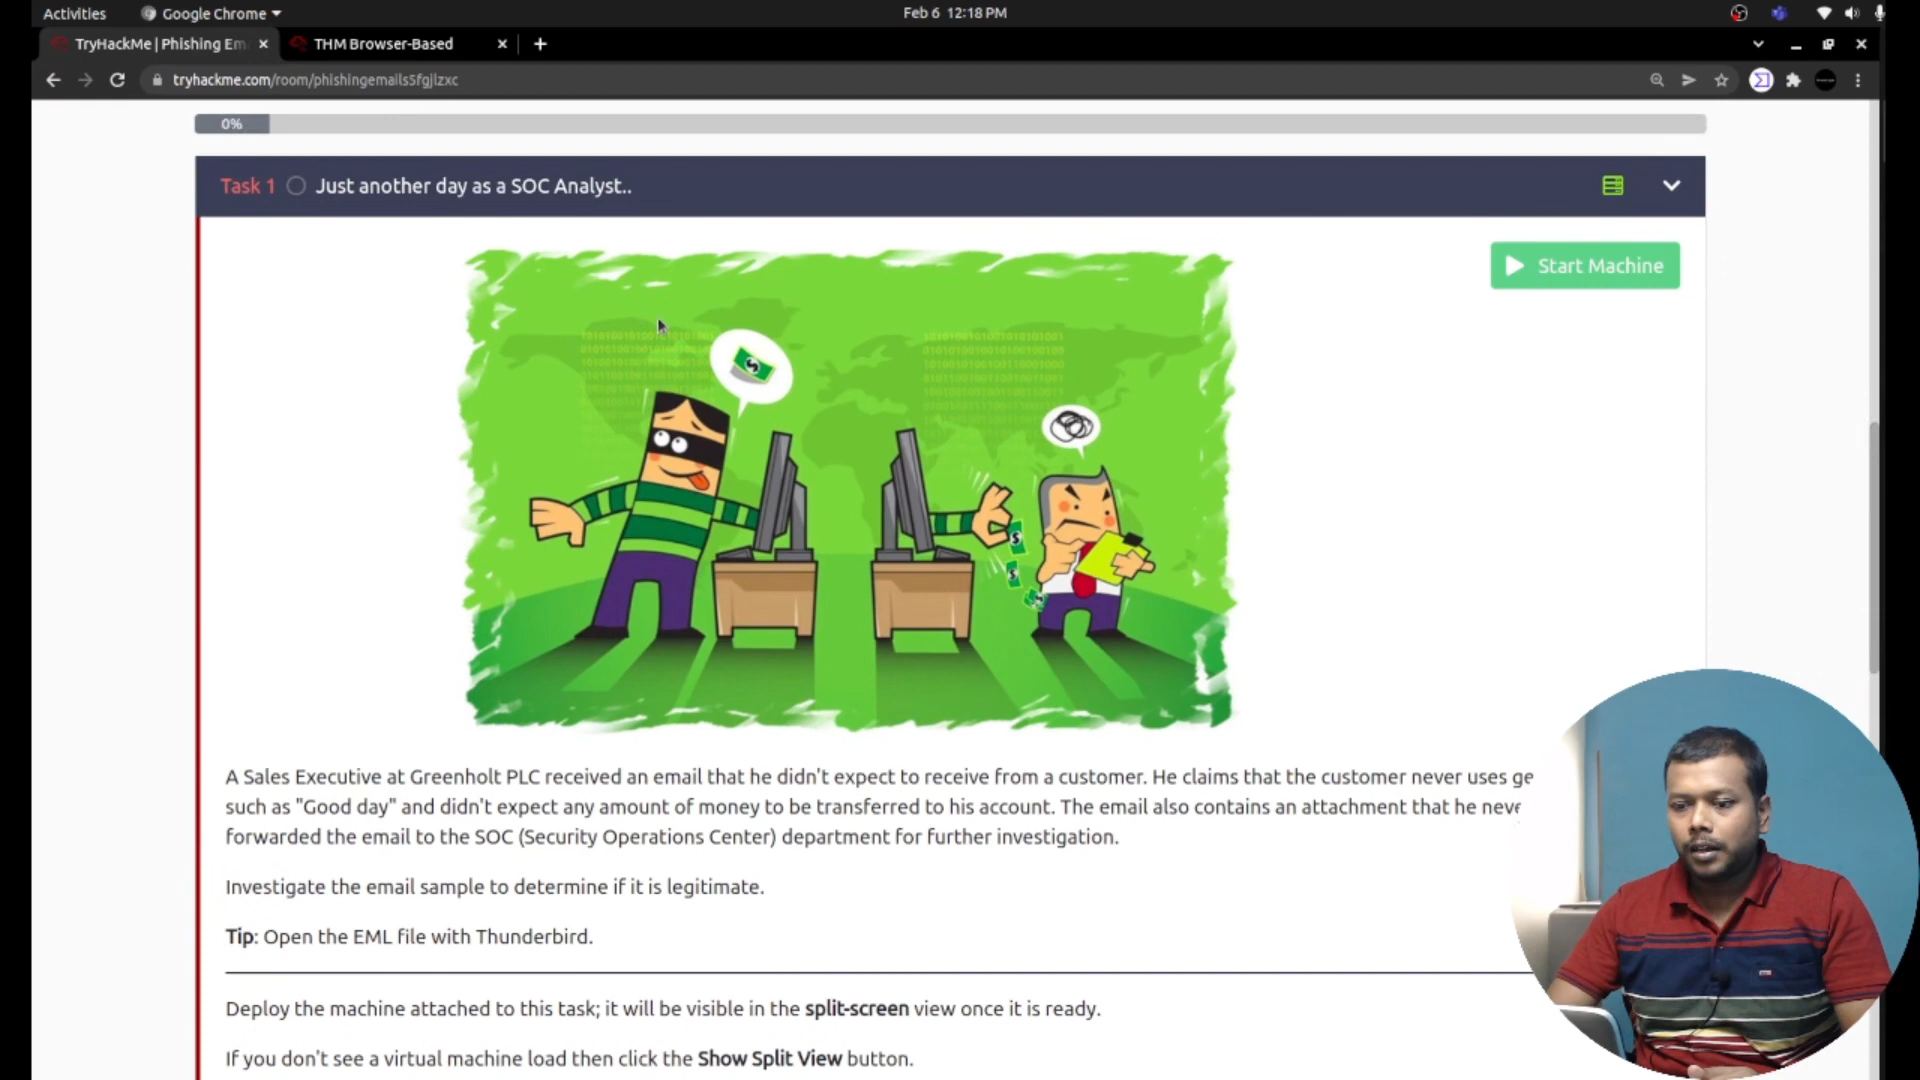 Activities Google Chrome Feb 6 12:18 PM
TryHackMe | Phishing Em THM Browser-Based
tryhackme.com/room/phishingemails5fgjlzxc
0%
Task 1 Just another day as a SOC Analyst..
Start Machine
A Sales Executive at Greenholt PLC received an email that he didn't expect to receive from a customer. He claims that the customer never uses ge
such as "Good day" and didn't expect any amount of money to be transferred to his account. The email also contains an attachment that he neve
forwarded the email to the SOC (Security Operations Center) department for further investigation.
Investigate the email sample to determine if it is legitimate.
Tip: Open the EML file with Thunderbird.
Deploy the machine attached to this task; it will be visible in the split-screen view once it is ready.
If you don't see a virtual machine load then click the Show Split View button.